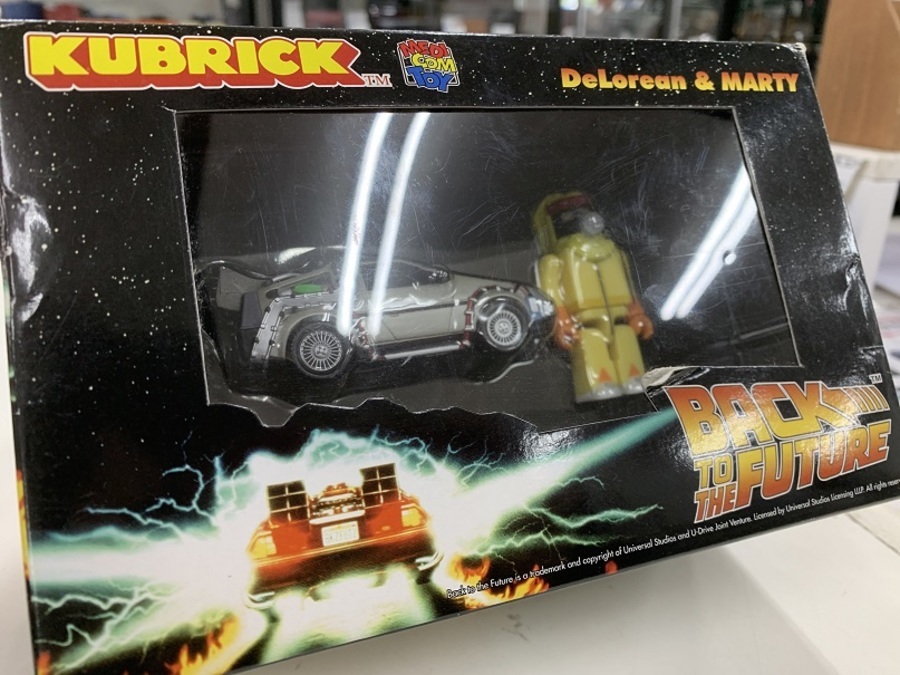 KUBRICK TM
MEDI
COM
TOY
DeLorean & MARTY
BACK TM
TO
THE FUTURE
Back to the Future is a trademark and copyright of Universal Studios and U-Drive Joint Venture. Licensed by Universal Studios Licensing LLLP. All rights